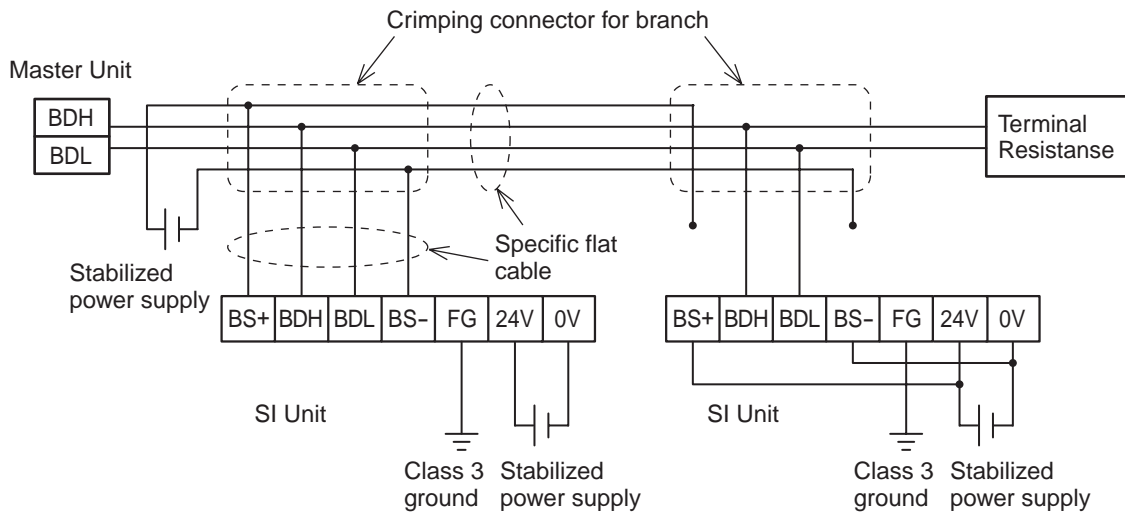 Crimping connector for branch
Master Unit
BDH
BDL
Terminal
Resistanse
Stabilized
power supply
Specific flat
cable
BS+ BDH BDL BS- FG 24V 0V
BS+ BDH BDL BS- FG 24V 0V
SI Unit
SI Unit
Class 3
ground
Stabilized
power supply
Class 3
ground
Stabilized
power supply